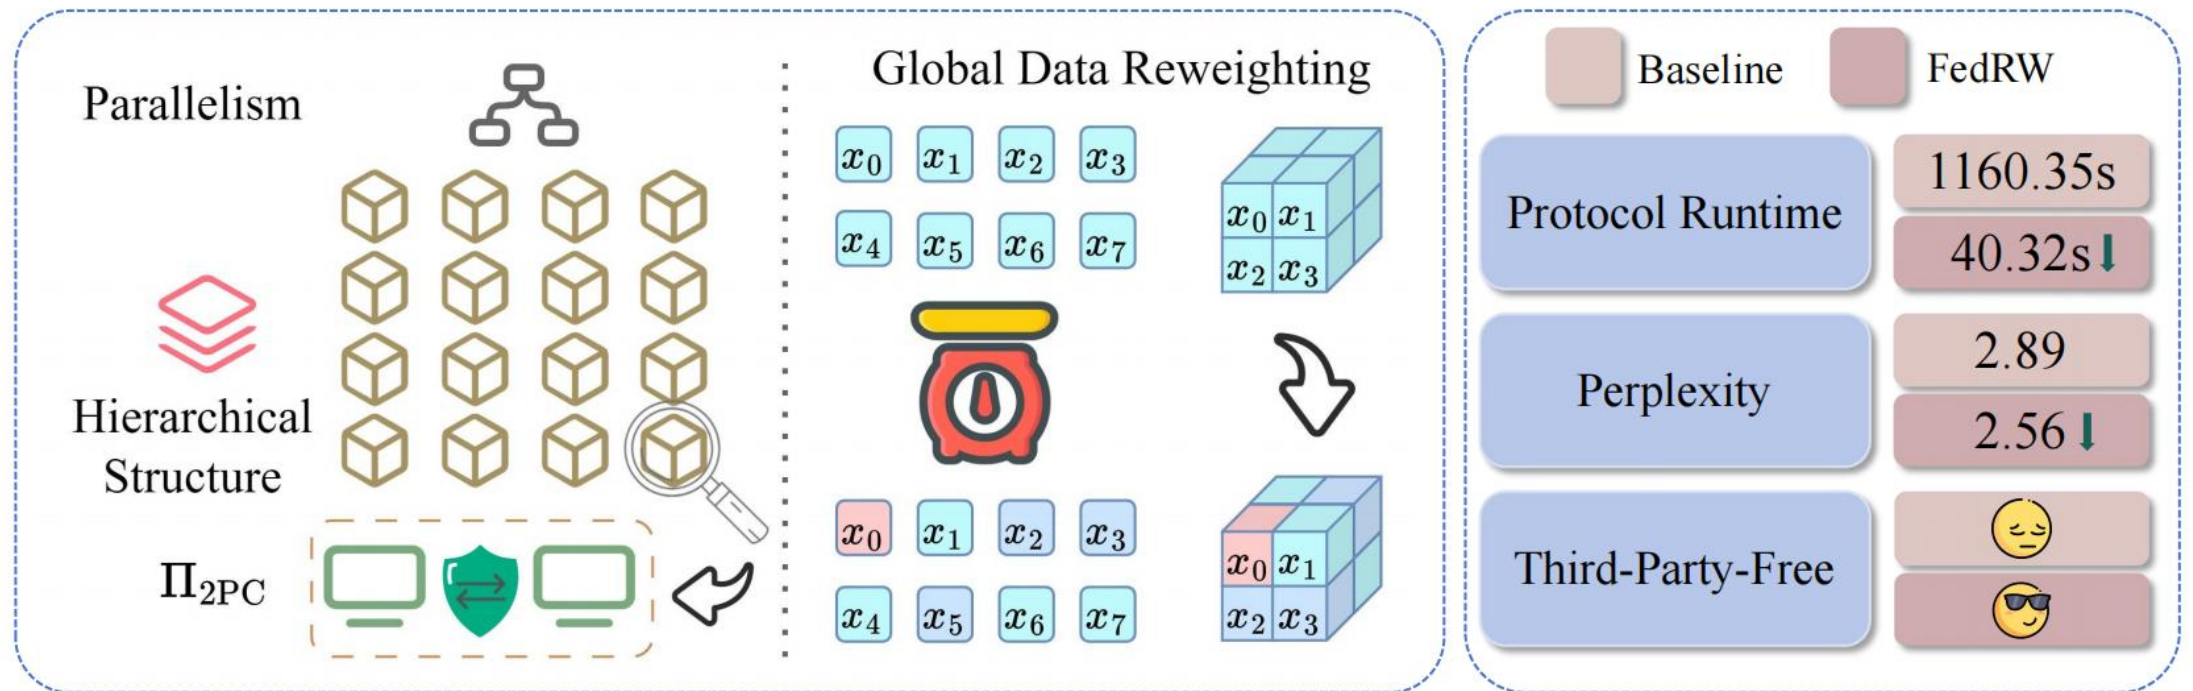 Parallelism
Hierarchical
Structure
Π2PC
Global Data Reweighting
x0 x1 x2 x3
x4 x5 x6 x7
x0 x1
x2 x3
x0 x1 x2 x3
x4 x5 x6 x7
x0 x1
x2 x3
Baseline FedRW
Protocol Runtime
1160.35s
40.32s⬇
Perplexity
2.89
2.56⬇
Third-Party-Free